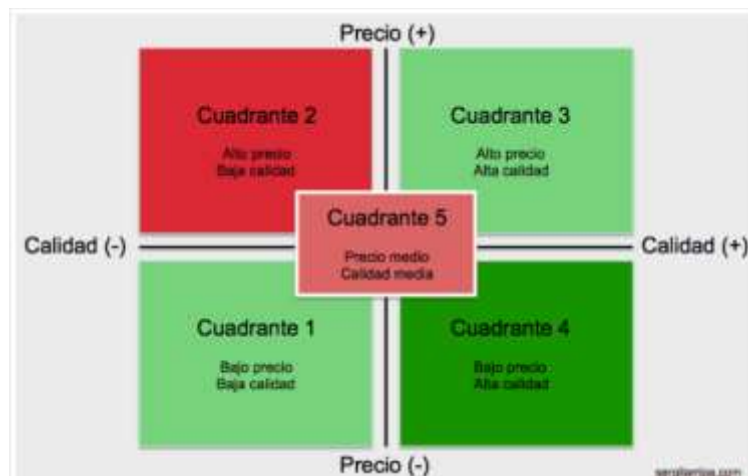 Precio (+)
Cuadrante 2
Alto precio
Baja calidad
Cuadrante 3
Alto precio
Alta calidad
Calidad (-)
Cuadrante 5
Precio medio
Calidad media
Calidad (+)
Cuadrante 1
Bajo precio
Baja calidad
Cuadrante 4
Bajo precio
Alta calidad
Precio (-)